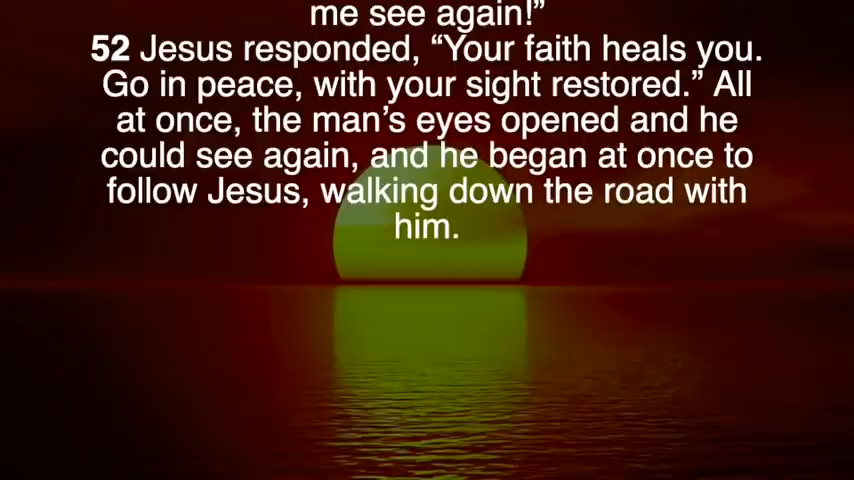 me see again!”
52 Jesus responded, “Your faith heals you.
Go in peace, with your sight restored.” All
at once, the man’s eyes opened and he
could see again, and he began at once to
follow Jesus, walking down the road with
him.